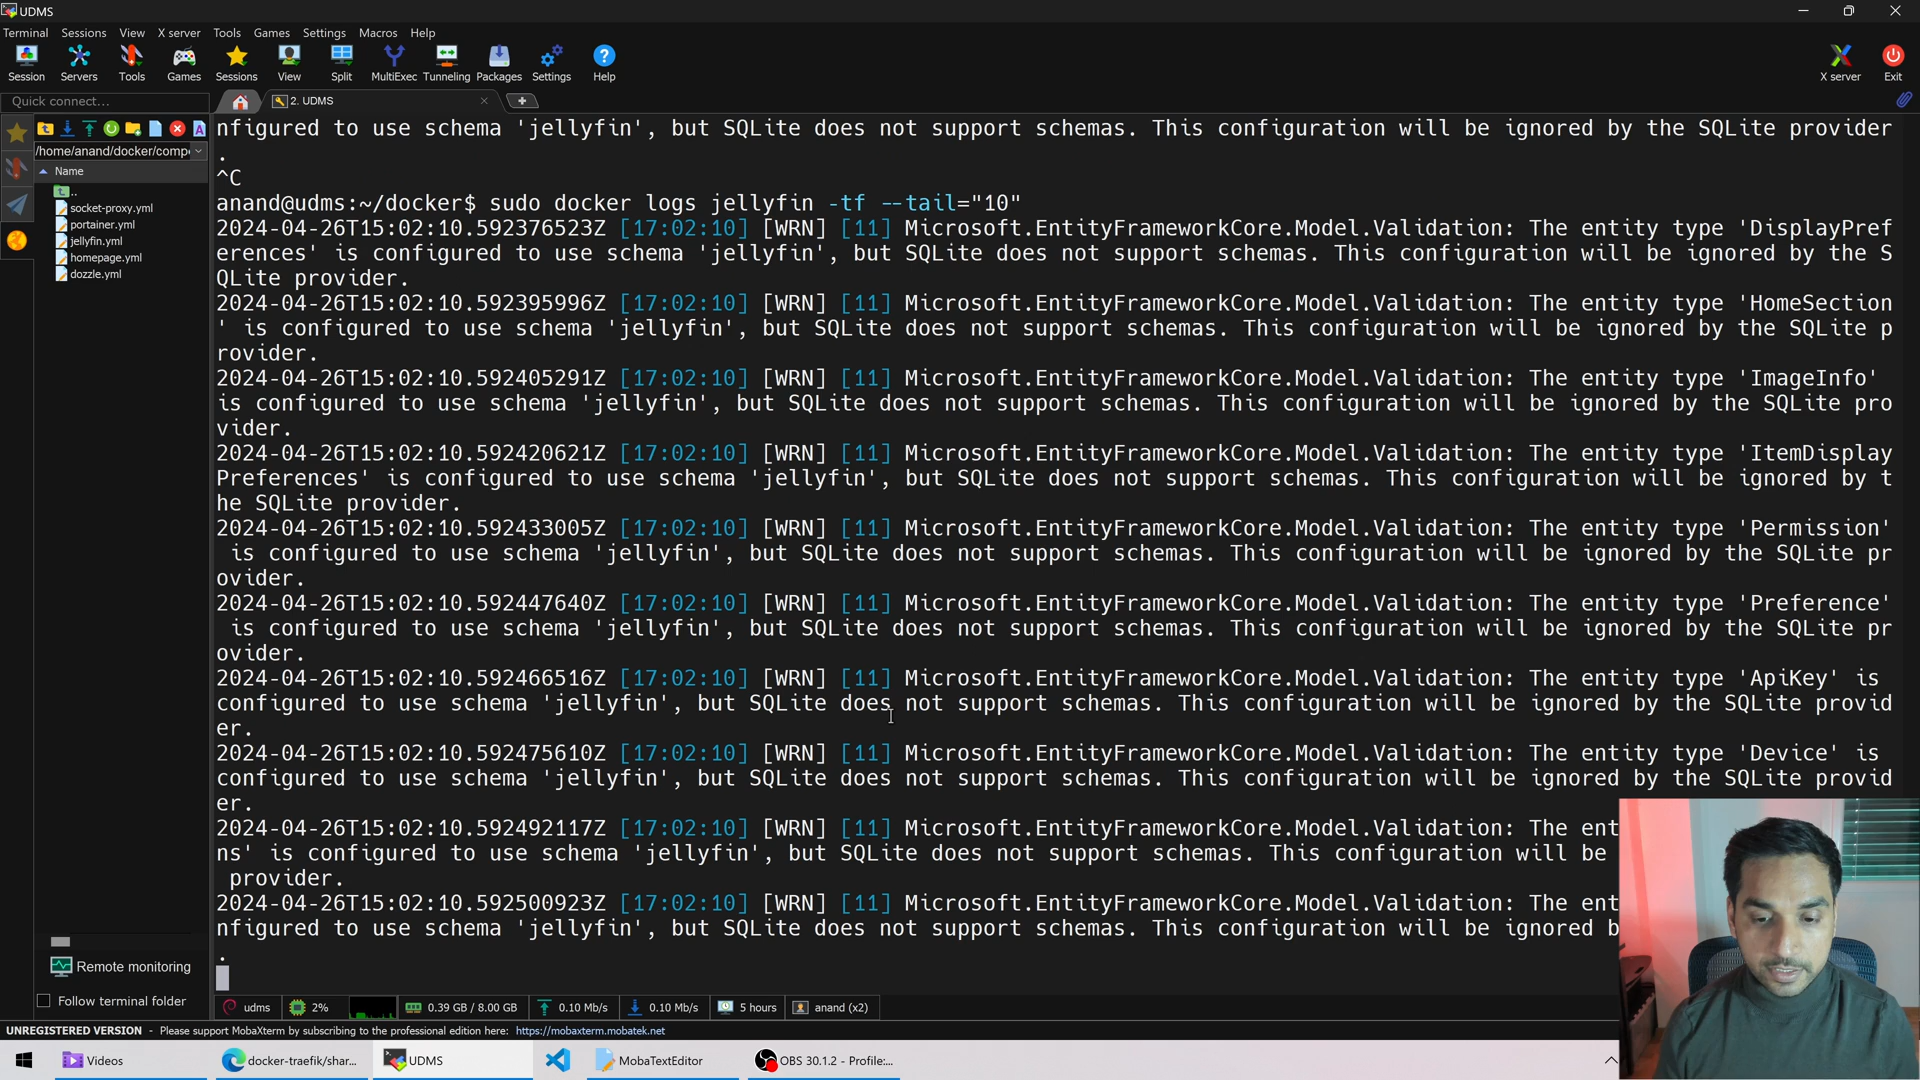 UDMS
Terminal Sessions View X server Tools Games Settings Macros Help
Session Servers Tools Games Sessions View Split MultiExec Tunneling Packages Settings Help X server Exit
Quick connect...
2. UDMS
/home/anand/docker/comp
Name
..
socket-proxy.yml
portainer.yml
jellyfin.yml
homepage.yml
dozzle.yml
nfigured to use schema 'jellyfin', but SQLite does not support schemas. This configuration will be ignored by the SQLite provider
.
^C
anand@udms:~/docker$ sudo docker logs jellyfin -tf --tail="10"
2024-04-26T15:02:10.592376523Z [17:02:10] [WRN] [11] Microsoft.EntityFrameworkCore.Model.Validation: The entity type 'DisplayPref
erences' is configured to use schema 'jellyfin', but SQLite does not support schemas. This configuration will be ignored by the S
QLite provider.
2024-04-26T15:02:10.592395996Z [17:02:10] [WRN] [11] Microsoft.EntityFrameworkCore.Model.Validation: The entity type 'HomeSection
' is configured to use schema 'jellyfin', but SQLite does not support schemas. This configuration will be ignored by the SQLite p
rovider.
2024-04-26T15:02:10.592405291Z [17:02:10] [WRN] [11] Microsoft.EntityFrameworkCore.Model.Validation: The entity type 'ImageInfo'
is configured to use schema 'jellyfin', but SQLite does not support schemas. This configuration will be ignored by the SQLite pro
vider.
2024-04-26T15:02:10.592420621Z [17:02:10] [WRN] [11] Microsoft.EntityFrameworkCore.Model.Validation: The entity type 'ItemDisplay
Preferences' is configured to use schema 'jellyfin', but SQLite does not support schemas. This configuration will be ignored by t
he SQLite provider.
2024-04-26T15:02:10.592433005Z [17:02:10] [WRN] [11] Microsoft.EntityFrameworkCore.Model.Validation: The entity type 'Permission'
is configured to use schema 'jellyfin', but SQLite does not support schemas. This configuration will be ignored by the SQLite pr
ovider.
2024-04-26T15:02:10.592447640Z [17:02:10] [WRN] [11] Microsoft.EntityFrameworkCore.Model.Validation: The entity type 'Preference'
is configured to use schema 'jellyfin', but SQLite does not support schemas. This configuration will be ignored by the SQLite pr
ovider.
2024-04-26T15:02:10.592466516Z [17:02:10] [WRN] [11] Microsoft.EntityFrameworkCore.Model.Validation: The entity type 'ApiKey' is
configured to use schema 'jellyfin', but SQLite does not support schemas. This configuration will be ignored by the SQLite provid
er.
2024-04-26T15:02:10.592475610Z [17:02:10] [WRN] [11] Microsoft.EntityFrameworkCore.Model.Validation: The entity type 'Device' is
configured to use schema 'jellyfin', but SQLite does not support schemas. This configuration will be ignored by the SQLite provid
er.
2024-04-26T15:02:10.592492117Z [17:02:10] [WRN] [11] Microsoft.EntityFrameworkCore.Model.Validation: The ent
ns' is configured to use schema 'jellyfin', but SQLite does not support schemas. This configuration will be
provider.
2024-04-26T15:02:10.592500923Z [17:02:10] [WRN] [11] Microsoft.EntityFrameworkCore.Model.Validation: The ent
nfigured to use schema 'jellyfin', but SQLite does not support schemas. This configuration will be ignored b
.
Remote monitoring
Follow terminal folder
udms 2% 0.39 GB / 8.00 GB 0.10 Mb/s 0.10 Mb/s 5 hours anand (x2)
UNREGISTERED VERSION - Please support MobaXterm by subscribing to the professional edition here: https://mobaxterm.mobatek.net
Videos docker-traefik/shar... UDMS MobaTextEditor OBS 30.1.2 - Profile:...